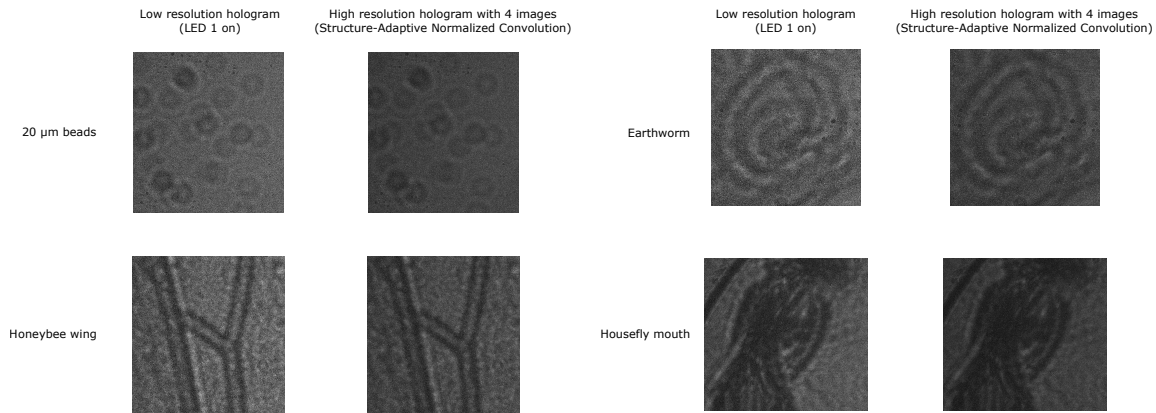 Low resolution hologram
(LED 1 on)
High resolution hologram with 4 images
(Structure-Adaptive Normalized Convolution)
Low resolution hologram
(LED 1 on)
High resolution hologram with 4 images
(Structure-Adaptive Normalized Convolution)
20 µm beads
Earthworm
Honeybee wing
Housefly mouth